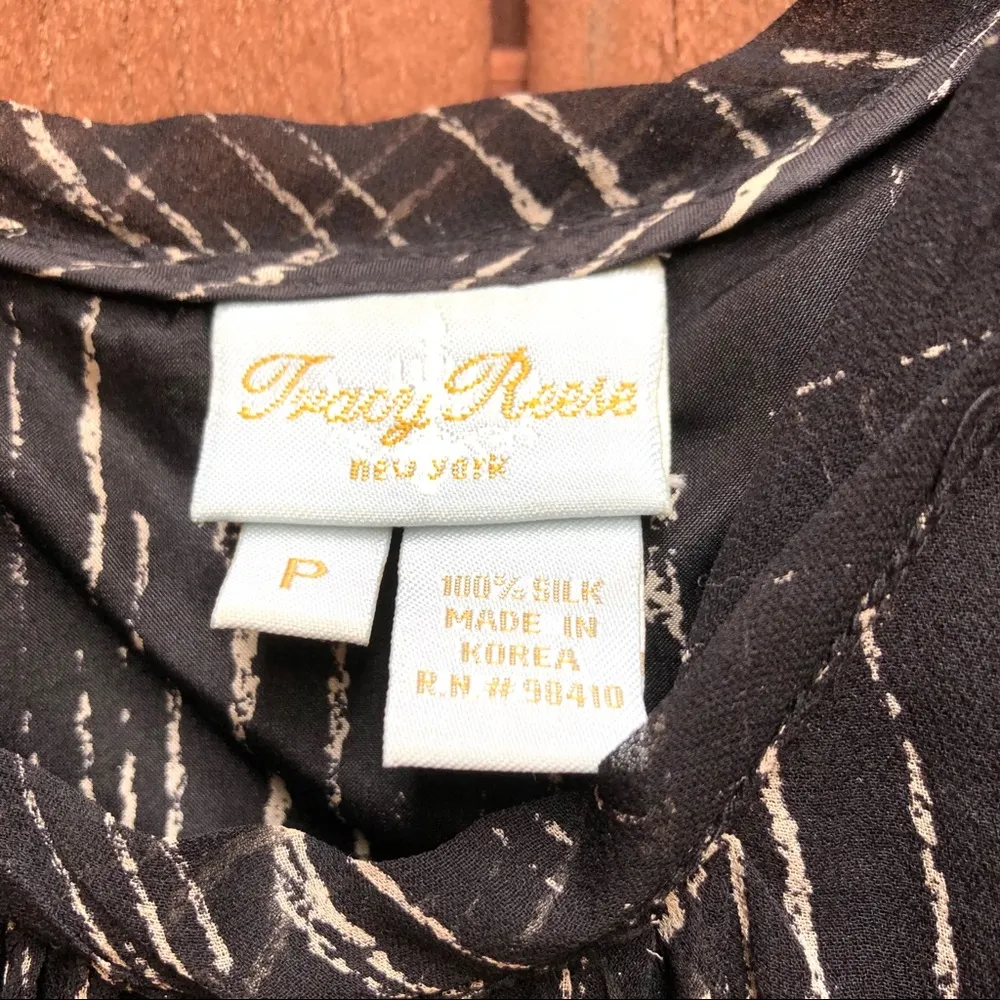 Tracy Reese
new york
P
100% SILK
MADE IN
KOREA
R.N.# 98410